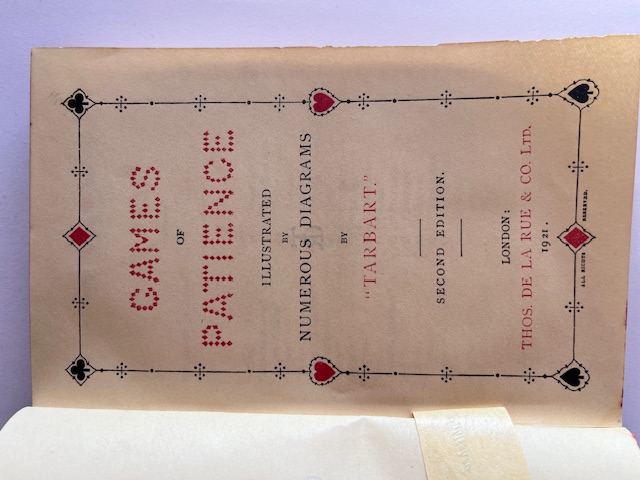 GAMES
OF
PATIENCE
ILLUSTRATED
BY
NUMEROUS DIAGRAMS
BY
"TARBART."
SECOND EDITION.
LONDON:
THOS. DE LA RUE & CO. LTD.
1921.
ALL RIGHTS RESERVED.